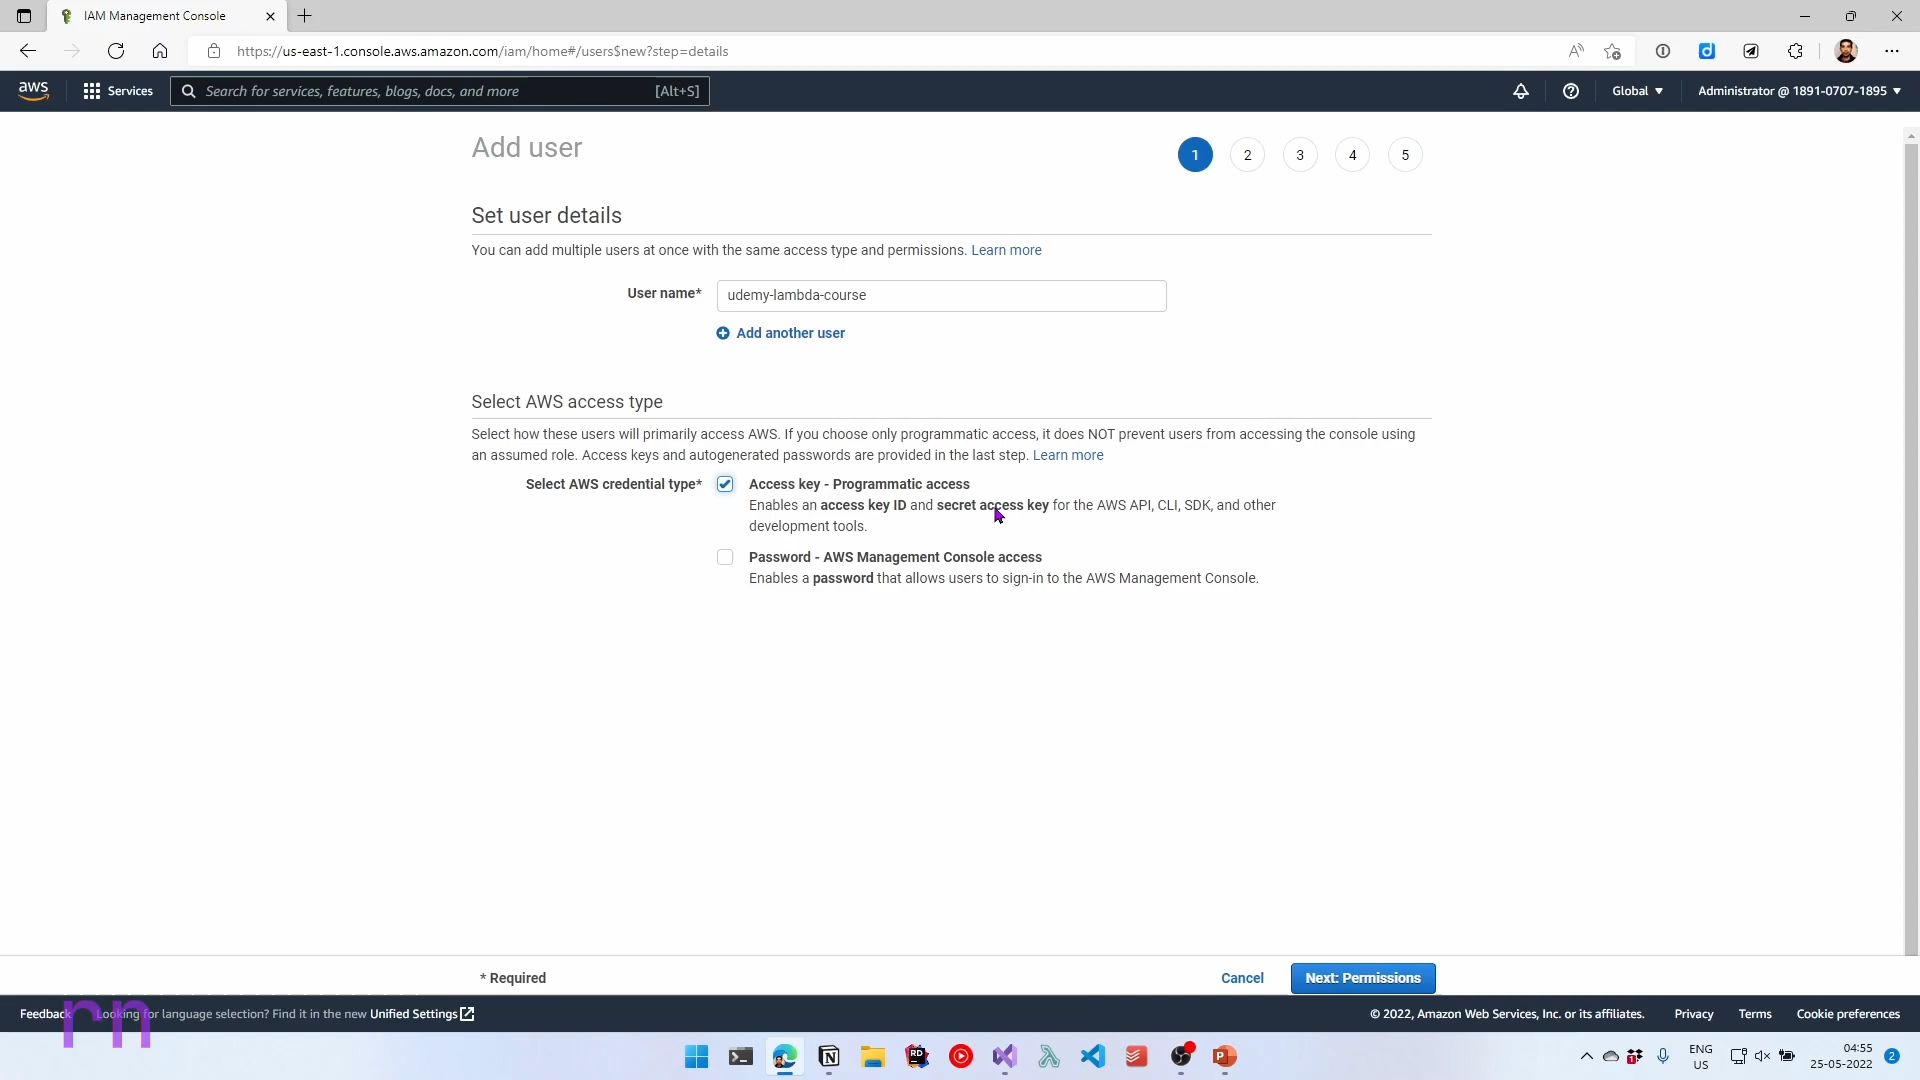 IAM Management Console
https://us-east-1.console.aws.amazon.com/iam/home#/users$new?step=details
aws
Services
Search for services, features, blogs, docs, and more
[Alt+S]
Global
Administrator @ 1891-0707-1895
Add user
1
2
3
4
5
Set user details
You can add multiple users at once with the same access type and permissions. Learn more
User name*
udemy-lambda-course
Add another user
Select AWS access type
Select how these users will primarily access AWS. If you choose only programmatic access, it does NOT prevent users from accessing the console using
an assumed role. Access keys and autogenerated passwords are provided in the last step. Learn more
Select AWS credential type*
Access key - Programmatic access
Enables an access key ID and secret access key for the AWS API, CLI, SDK, and other
development tools.
Password - AWS Management Console access
Enables a password that allows users to sign-in to the AWS Management Console.
* Required
Cancel
Next: Permissions
Feedback
Looking for language selection? Find it in the new Unified Settings
© 2022, Amazon Web Services, Inc. or its affiliates.
Privacy
Terms
Cookie preferences
rn
RD
P
1
ENG
US
04:55
25-05-2022
2